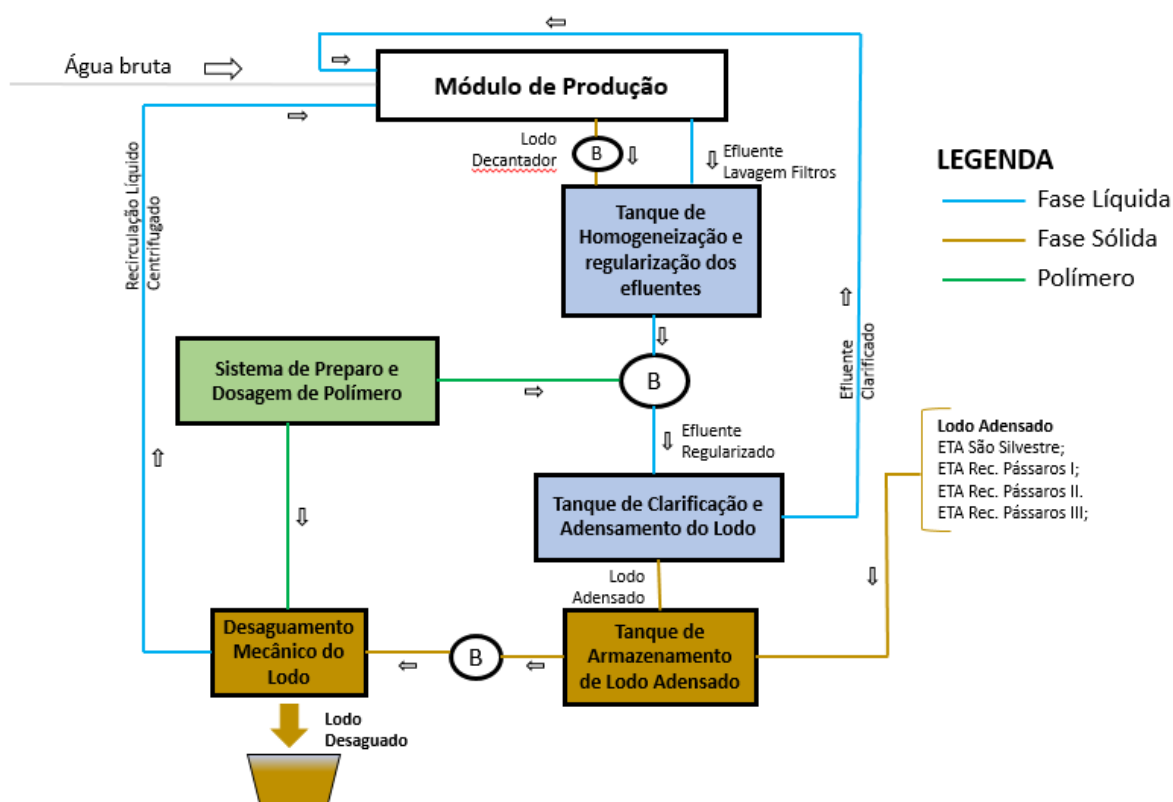 Água bruta
Módulo de Produção
Lodo
Decantador
B
Efluente
Lavagem Filtros
LEGENDA
Fase Líquida
Fase Sólida
Polímero
Recirculação Líquido
Centrifugado
Tanque de
Homogeneização e
regularização dos
efluentes
Sistema de Preparo e
Dosagem de Polímero
B
Efluente
Clarificado
Efluente
Regularizado
Lodo Adensado
ETA São Silvestre;
ETA Rec. Pássaros I;
ETA Rec. Pássaros II.
ETA Rec. Pássaros III;
Tanque de Clarificação e
Adensamento do Lodo
Lodo
Adensado
Desaguamento
Mecânico do
Lodo
B
Tanque de
Armazenamento
de Lodo Adensado
Lodo
Desaguado